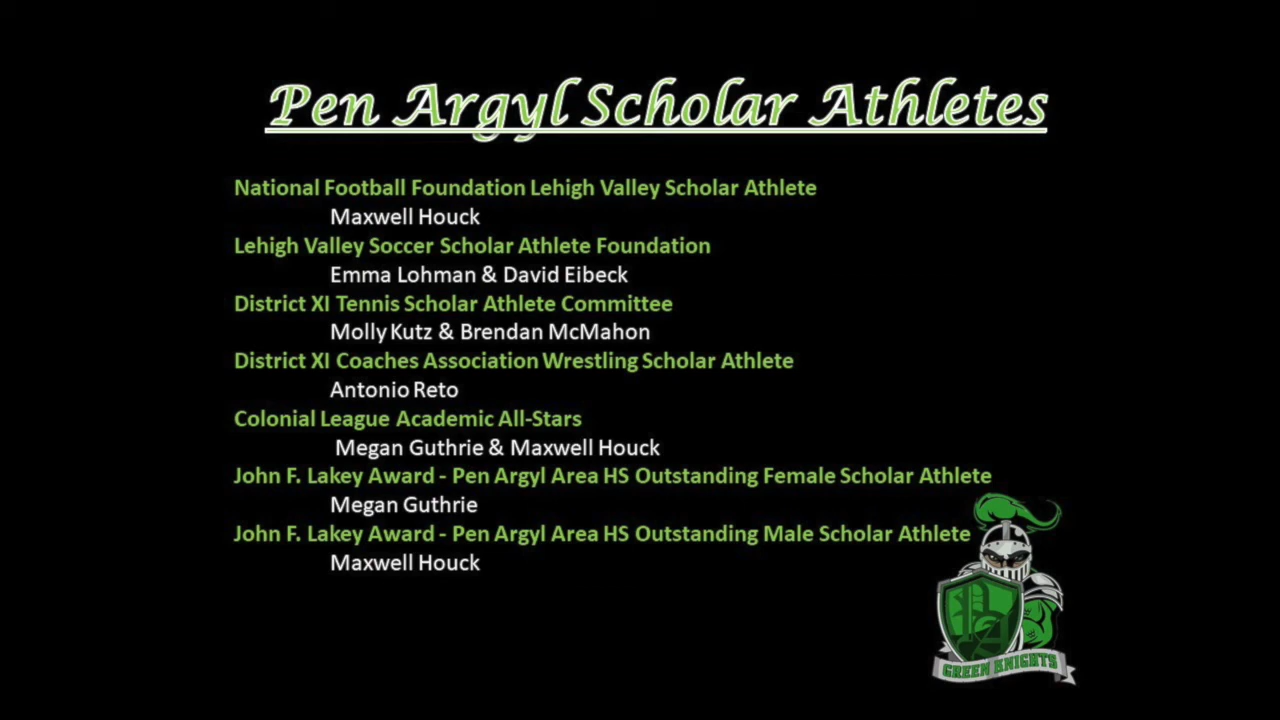 Pen Argyl Scholar Athletes
National Football Foundation Lehigh Valley Scholar Athlete
Maxwell Houck
Lehigh Valley Soccer Scholar Athlete Foundation
Emma Lohman & David Eibeck
District XI Tennis Scholar Athlete Committee
Molly Kutz & Brendan McMahon
District XI Coaches Association Wrestling Scholar Athlete
Antonio Reto
Colonial League Academic All-Stars
Megan Guthrie & Maxwell Houck
John F. Lakey Award - Pen Argyl Area HS Outstanding Female Scholar Athlete
Megan Guthrie
John F. Lakey Award - Pen Argyl Area HS Outstanding Male Scholar Athlete
Maxwell Houck
PA
GREEN KNIGHTS